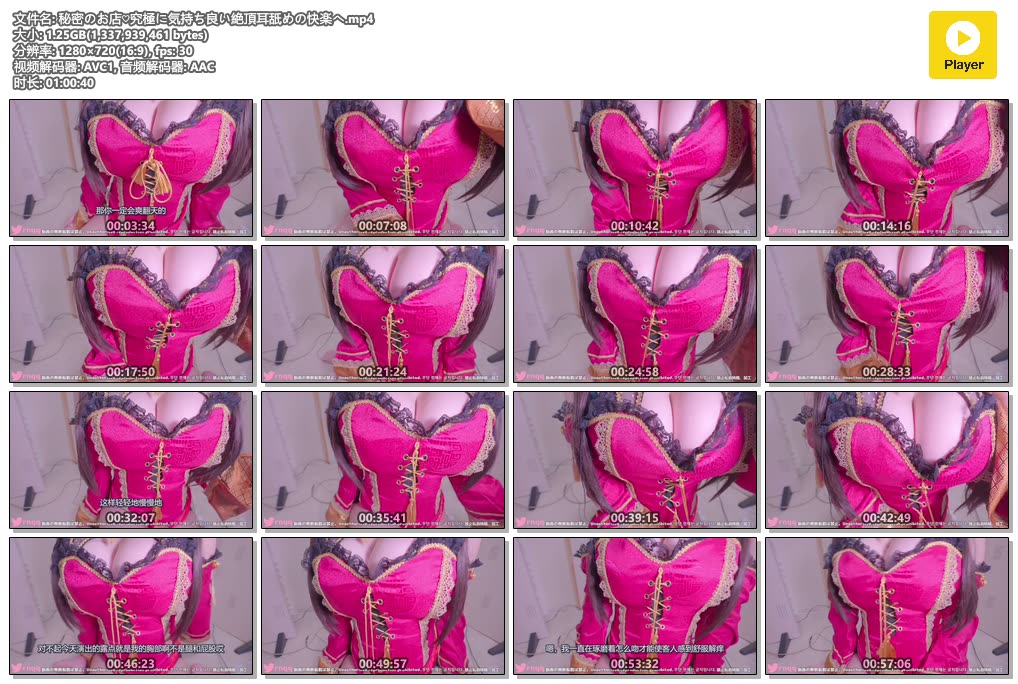 文件名: 秘密のお店♡究極に気持ち良い絶頂耳舐めの快楽へ.mp4
大小: 1.25GB(1,337,939,461 bytes)
分辨率: 1280×720(16:9), fps: 30
视频解码器: AVC1, 音频解码器: AAC
时长: 01:00:40
Player
那你一定会爽翻天的
00:03:34
00:07:08
00:10:42
00:14:16
00:17:50
00:21:24
00:24:58
00:28:33
这样轻轻地慢慢地
00:32:07
00:35:41
00:39:15
00:42:49
对不起今天演出的露点就是我的胸部啊不是腿和屁股哎
00:46:23
00:49:57
嗯，我一直在琢磨着怎么吻才能使客人感到舒服解痒
00:53:32
00:57:06